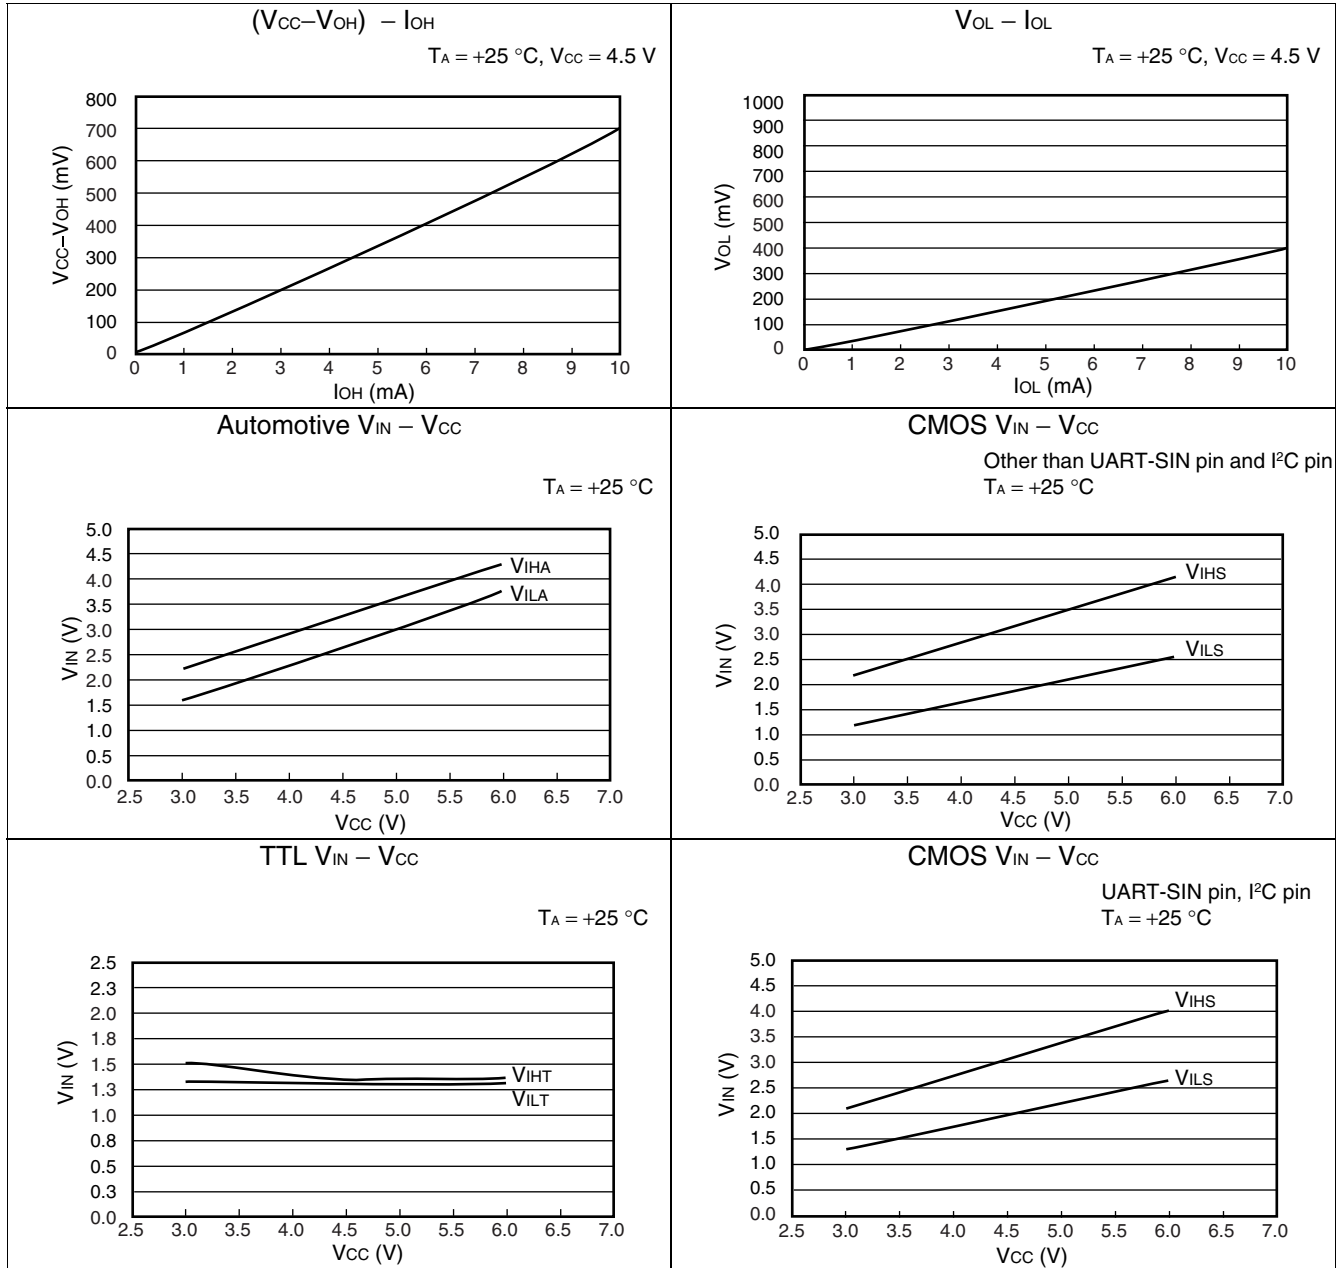 (VCC–VOH) – IOH
TA = +25 °C, VCC = 4.5 V
800
700
600
500
400
300
200
100
0
VCC–VOH (mV)
0 1 2 3 4 5 6 7 8 9 10
IOH (mA)
VOL – IOL
TA = +25 °C, VCC = 4.5 V
1000
900
800
700
600
500
400
300
200
100
0
VOL (mV)
0 1 2 3 4 5 6 7 8 9 10
IOL (mA)
Automotive VIN – VCC
TA = +25 °C
5.0
4.5
4.0
3.5
3.0
2.5
2.0
1.5
1.0
0.5
0.0
VIN (V)
VIHA
VILA
2.5 3.0 3.5 4.0 4.5 5.0 5.5 6.0 6.5 7.0
VCC (V)
CMOS VIN – VCC
Other than UART-SIN pin and I²C pin
TA = +25 °C
5.0
4.5
4.0
3.5
3.0
2.5
2.0
1.5
1.0
0.5
0.0
VIN (V)
VIHS
VILS
2.5 3.0 3.5 4.0 4.5 5.0 5.5 6.0 6.5 7.0
VCC (V)
TTL VIN – VCC
TA = +25 °C
2.5
2.3
2.0
1.8
1.5
1.3
1.0
0.8
0.5
0.3
0.0
VIN (V)
VIHT
VILT
2.5 3.0 3.5 4.0 4.5 5.0 5.5 6.0 6.5 7.0
VCC (V)
CMOS VIN – VCC
UART-SIN pin, I²C pin
TA = +25 °C
5.0
4.5
4.0
3.5
3.0
2.5
2.0
1.5
1.0
0.5
0.0
VIN (V)
VIHS
VILS
2.5 3.0 3.5 4.0 4.5 5.0 5.5 6.0 6.5 7.0
VCC (V)